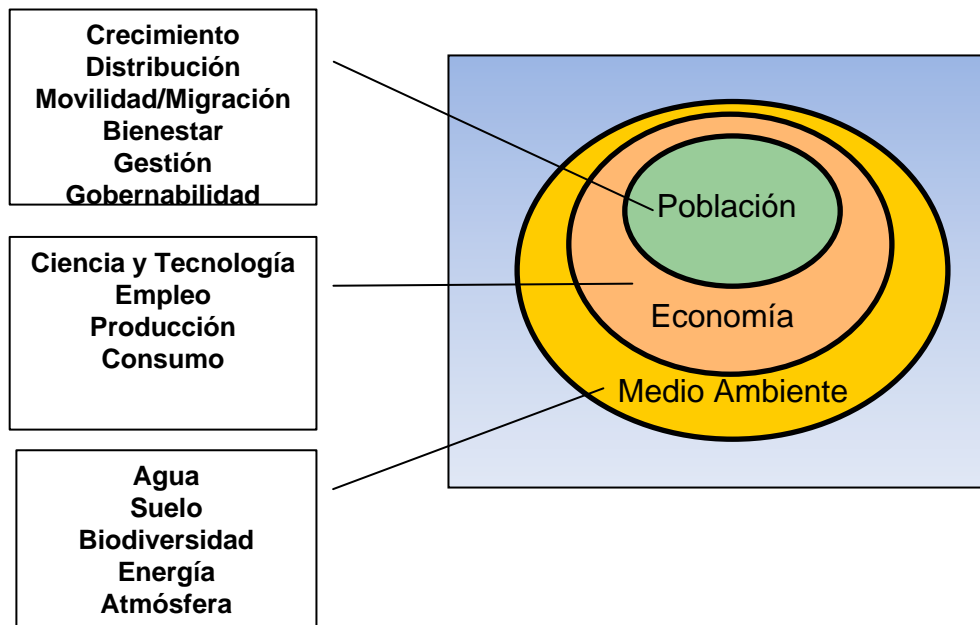 Crecimiento
Distribución
Movilidad/Migración
Bienestar
Gestión
Gobernabilidad
Ciencia y Tecnología
Empleo
Producción
Consumo
Agua
Suelo
Biodiversidad
Energía
Atmósfera
Población
Economía
Medio Ambiente